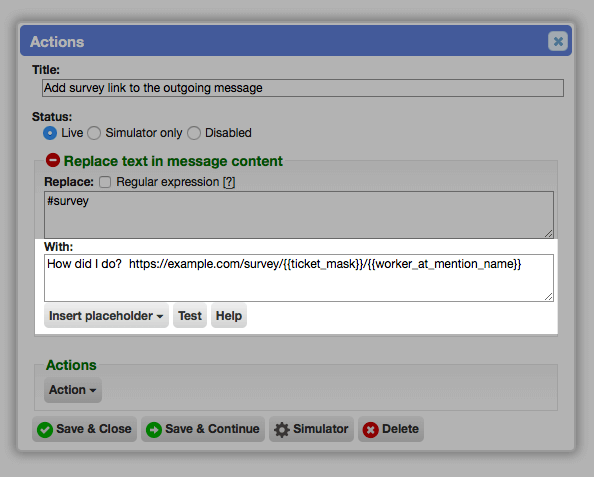 Actions
Title:
Add survey link to the outgoing message
Status:
Live Simulator only Disabled
Replace text in message content
Replace: Regular expression [?]
#survey
With:
How did I do?  https://example.com/survey/{{ticket_mask}}/{{worker_at_mention_name}}
Insert placeholder Test Help
Actions
Action
Save & Close Save & Continue Simulator Delete